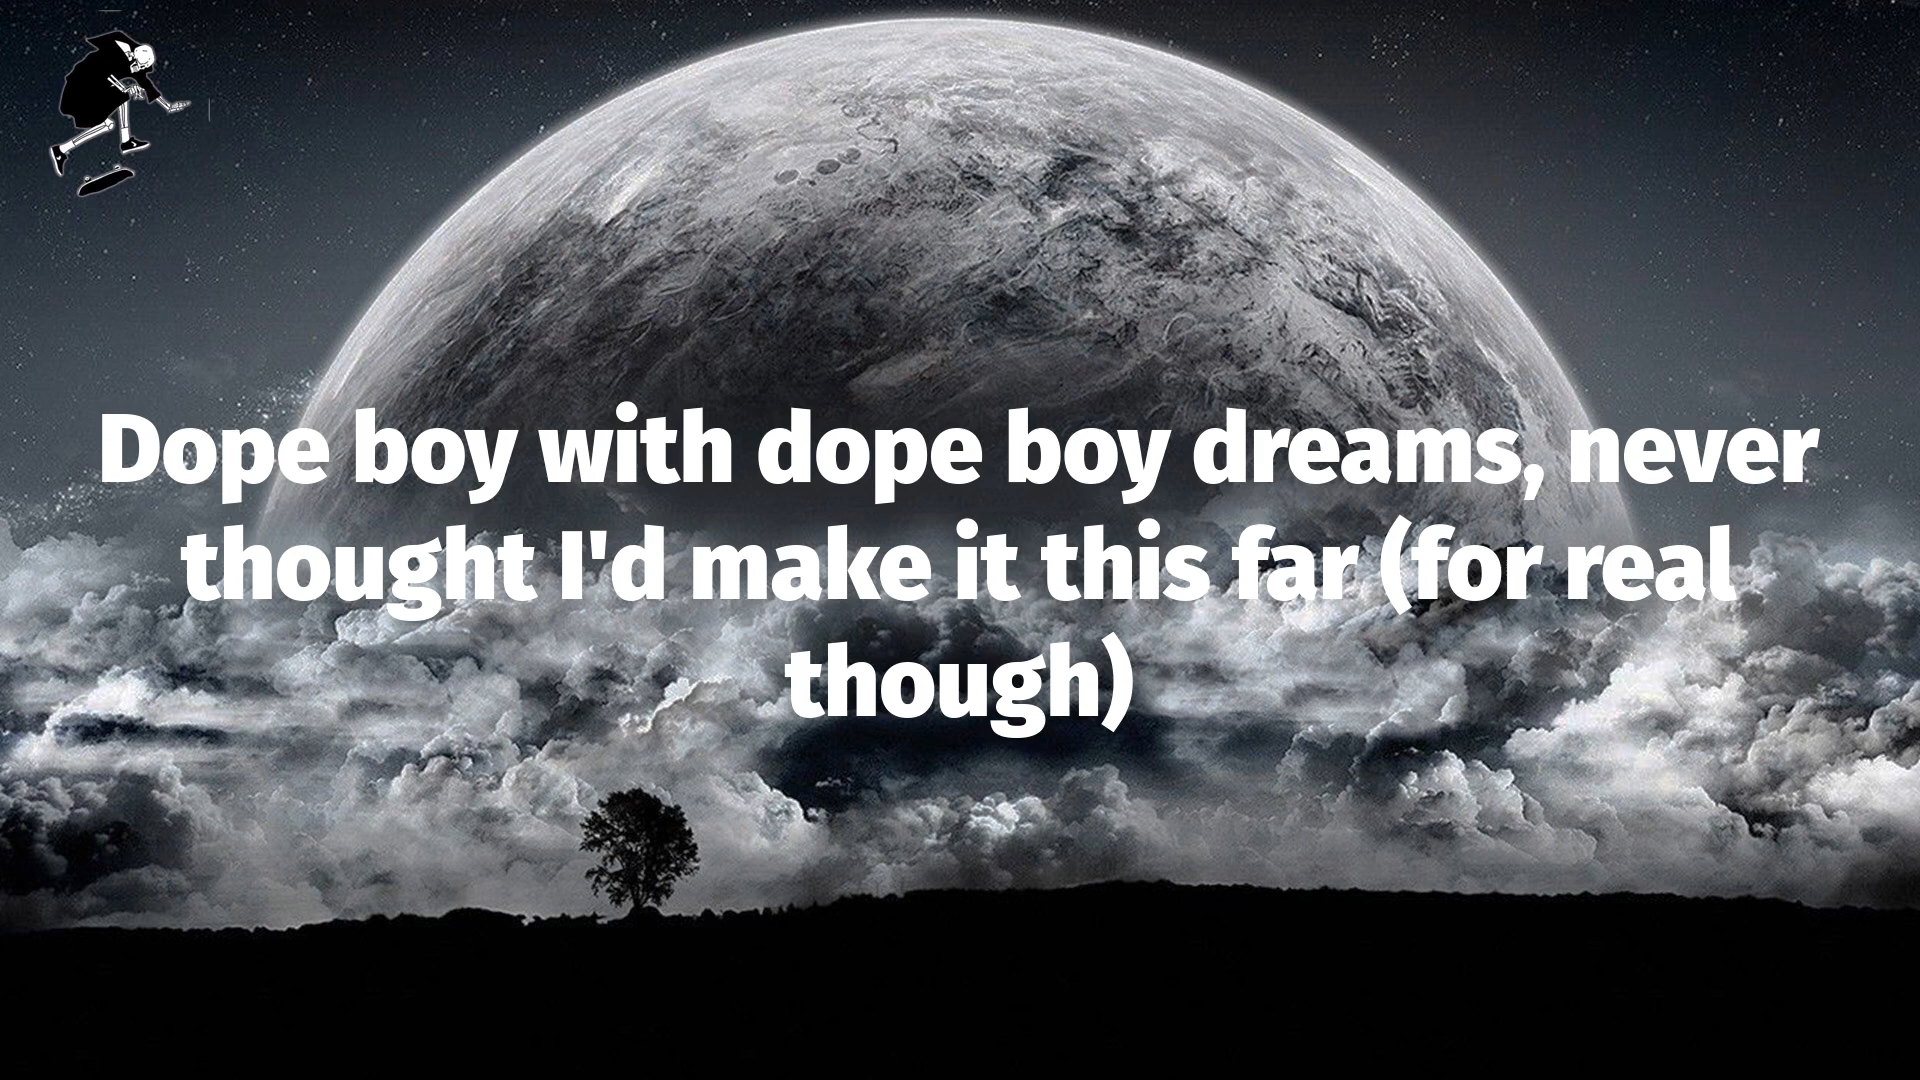 Dope boy with dope boy dreams, never
thought I'd make it this far (for real
though)